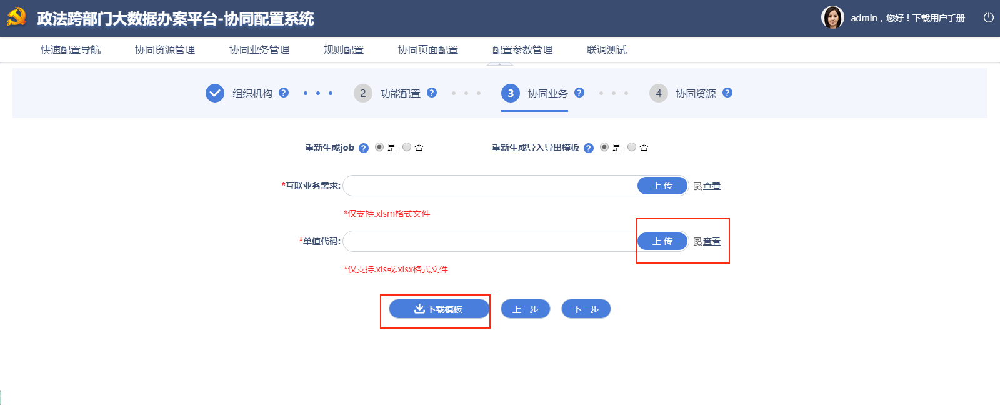 政法跨部门大数据办案平台-协同配置系统
admin，您好！下载用户手册
快速配置导航 协同资源管理 协同业务管理 规则配置 协同页面配置 配置参数管理 联调测试
组织机构 ? 2 功能配置 ? 3 协同业务 ? 4 协同资源 ?
重新生成job ? 是 否 重新生成导入导出模板 ? 是 否
*互联业务需求: 上 传 查看
*仅支持.xlsm格式文件
*单值代码: 上 传 查看
*仅支持.xls或.xlsx格式文件
下载模板 上一步 下一步